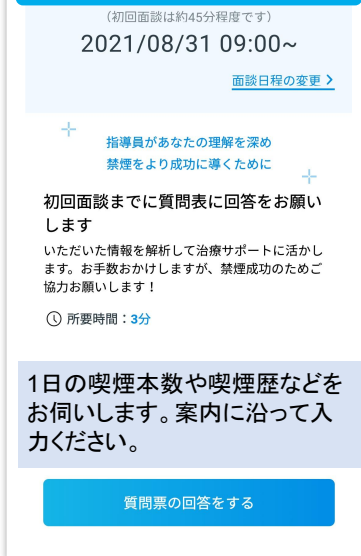 （初回面談は約45分程度です）
2021/08/31 09:00~
面談日程の変更
指導員があなたの理解を深め
禁煙をより成功に導くために
初回面談までに質問表に回答をお願い
します
いただいた情報を解析して治療サポートに活かし
ます。お手数おかけしますが、禁煙成功のためご
協力お願いします！
所要時間：3分
1日の喫煙本数や喫煙歴などを
お伺いします。案内に沿って入
力ください。
質問票の回答をする